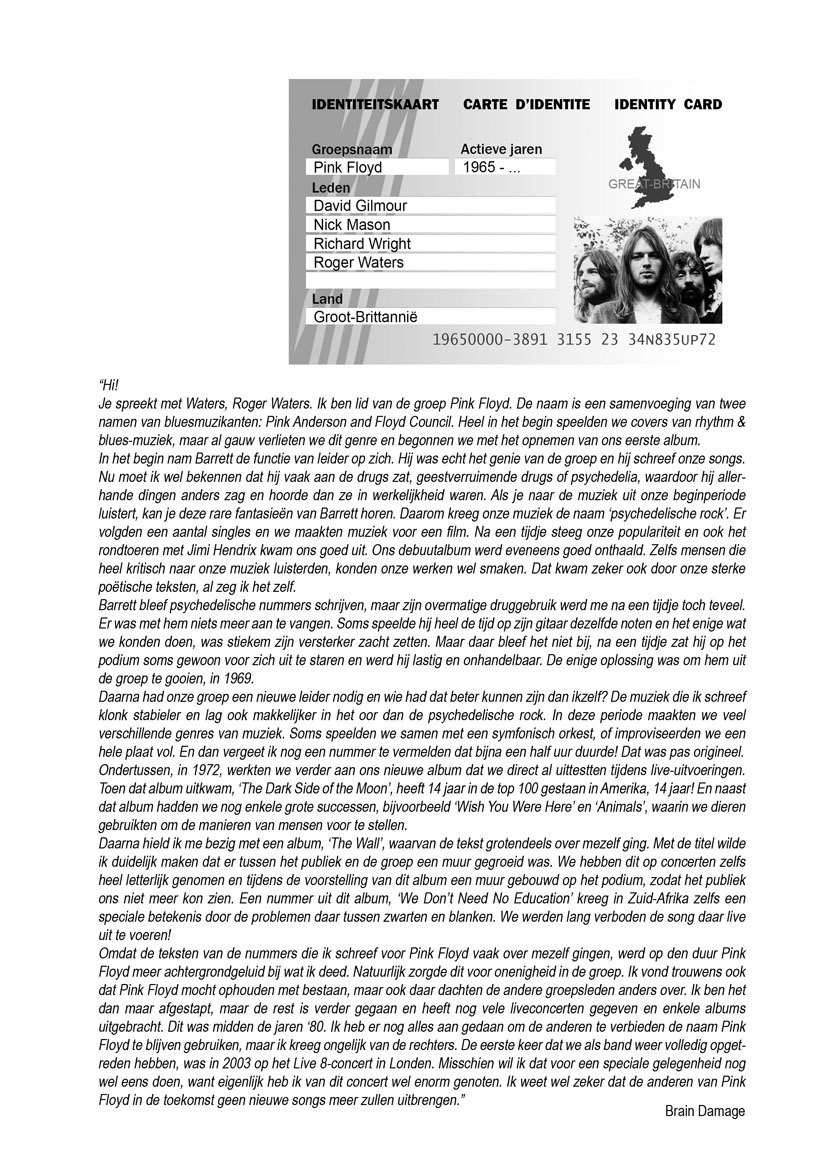 IDENTITEITSKAART CARTE D'IDENTITE IDENTITY CARD
Groepsnaam Actieve jaren
Pink Floyd 1965 - ...
GREAT-BRITAIN
Leden
David Gilmour
Nick Mason
Richard Wright
Roger Waters
Land
Groot-Brittannië
19650000-3891 3155 23 34N835UP72
“Hi!
Je spreekt met Waters, Roger Waters. Ik ben lid van de groep Pink Floyd. De naam is een samenvoeging van twee
namen van bluesmuzikanten: Pink Anderson and Floyd Council. Heel in het begin speelden we covers van rhythm &
blues-muziek, maar al gauw verlieten we dit genre en begonnen we met het opnemen van ons eerste album.
In het begin nam Barrett de functie van leider op zich. Hij was echt het genie van de groep en hij schreef onze songs.
Nu moet ik wel bekennen dat hij vaak aan de drugs zat, geestverruimende drugs of psychedelia, waardoor hij aller-
hande dingen anders zag en hoorde dan ze in werkelijkheid waren. Als je naar de muziek uit onze beginperiode
luistert, kan je deze rare fantasieën van Barrett horen. Daarom kreeg onze muziek de naam ‘psychedelische rock’. Er
volgden een aantal singles en we maakten muziek voor een film. Na een tijdje steeg onze populariteit en ook het
rondtoeren met Jimi Hendrix kwam ons goed uit. Ons debuutalbum werd eveneens goed onthaald. Zelfs mensen die
heel kritisch naar onze muziek luisterden, konden onze werken wel smaken. Dat kwam zeker ook door onze sterke
poëtische teksten, al zeg ik het zelf.
Barrett bleef psychedelische nummers schrijven, maar zijn overmatige druggebruik werd me na een tijdje toch teveel.
Er was met hem niets meer aan te vangen. Soms speelde hij heel de tijd op zijn gitaar dezelfde noten en het enige wat
we konden doen, was stiekem zijn versterker zacht zetten. Maar daar bleef het niet bij, na een tijdje zat hij op het
podium soms gewoon voor zich uit te staren en werd hij lastig en onhandelbaar. De enige oplossing was om hem uit
de groep te gooien, in 1969.
Daarna had onze groep een nieuwe leider nodig en wie had dat beter kunnen zijn dan ikzelf? De muziek die ik schreef
klonk stabieler en lag ook makkelijker in het oor dan de psychedelische rock. In deze periode maakten we veel
verschillende genres van muziek. Soms speelden we samen met een symfonisch orkest, of improviseerden we een
hele plaat vol. En dan vergeet ik nog een nummer te vermelden dat bijna een half uur duurde! Dat was pas origineel.
Ondertussen, in 1972, werkten we verder aan ons nieuwe album dat we direct al uittestten tijdens live-uitvoeringen.
Toen dat album uitkwam, ‘The Dark Side of the Moon’, heeft 14 jaar in de top 100 gestaan in Amerika, 14 jaar! En naast
dat album hadden we nog enkele grote successen, bijvoorbeeld ‘Wish You Were Here’ en ‘Animals’, waarin we dieren
gebruikten om de manieren van mensen voor te stellen.
Daarna hield ik me bezig met een album, ‘The Wall’, waarvan de tekst grotendeels over mezelf ging. Met de titel wilde
ik duidelijk maken dat er tussen het publiek en de groep een muur gegroeid was. We hebben dit op concerten zelfs
heel letterlijk genomen en tijdens de voorstelling van dit album een muur gebouwd op het podium, zodat het publiek
ons niet meer kon zien. Een nummer uit dit album, ‘We Don’t Need No Education’ kreeg in Zuid-Afrika zelfs een
speciale betekenis door de problemen daar tussen zwarten en blanken. We werden lang verboden de song daar live
uit te voeren!
Omdat de teksten van de nummers die ik schreef voor Pink Floyd vaak over mezelf gingen, werd op den duur Pink
Floyd meer achtergrondgeluid bij wat ik deed. Natuurlijk zorgde dit voor onenigheid in de groep. Ik vond trouwens ook
dat Pink Floyd mocht ophouden met bestaan, maar ook daar dachten de andere groepsleden anders over. Ik ben het
dan maar afgestapt, maar de rest is verder gegaan en heeft nog vele liveconcerten gegeven en enkele albums
uitgebracht. Dit was midden de jaren ‘80. Ik heb er nog alles aan gedaan om de anderen te verbieden de naam Pink
Floyd te blijven gebruiken, maar ik kreeg ongelijk van de rechters. De eerste keer dat we als band weer volledig opget-
reden hebben, was in 2003 op het Live 8-concert in Londen. Misschien wil ik dat voor een speciale gelegenheid nog
wel eens doen, want eigenlijk heb ik van dit concert wel enorm genoten. Ik weet wel zeker dat de anderen van Pink
Floyd in de toekomst geen nieuwe songs meer zullen uitbrengen.”
Brain Damage